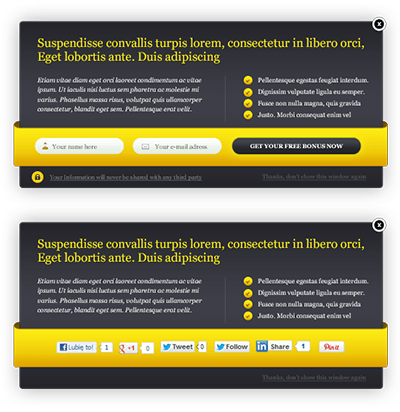 Suspendisse convallis turpis lorem, consectetur in libero orci,
Eget lobortis ante. Duis adipiscing
Etiam vitae diam eget orci laoreet condimentum ac vitae
ipsum. Ut iaculis nisi luctus sem pharetra ac molestie mi
varius. Phasellus massa risus, volutpat quis ullamcorper
consectetur, blandit eget sem. Pellentesque erat velit.
Pellentesque egestas feugiat interdum.
Dignissim vehicula ligula eu semper.
Fusce non nulla magna, quis gravida
Justo. Morbi consequat enim vel
Your name here
Your e-mail adress
GET YOUR FREE BONUS NOW
Your information will never be shared with any third party
Thanks, don't show this window again
Suspendisse convallis turpis lorem, consectetur in libero orci,
Eget lobortis ante. Duis adipiscing
Etiam vitae diam eget orci laoreet condimentum ac vitae
ipsum. Ut iaculis nisi luctus sem pharetra ac molestie mi
varius. Phasellus massa risus, volutpat quis ullamcorper
consectetur, blandit eget sem. Pellentesque erat velit.
Pellentesque egestas feugiat interdum.
Dignissim vehicula ligula eu semper.
Fusce non nulla magna, quis gravida
Justo. Morbi consequat enim vel
Lubię to! 1 +1 0 Tweet 0 Follow in Share 1 Pin it
Thanks, don't show this window again